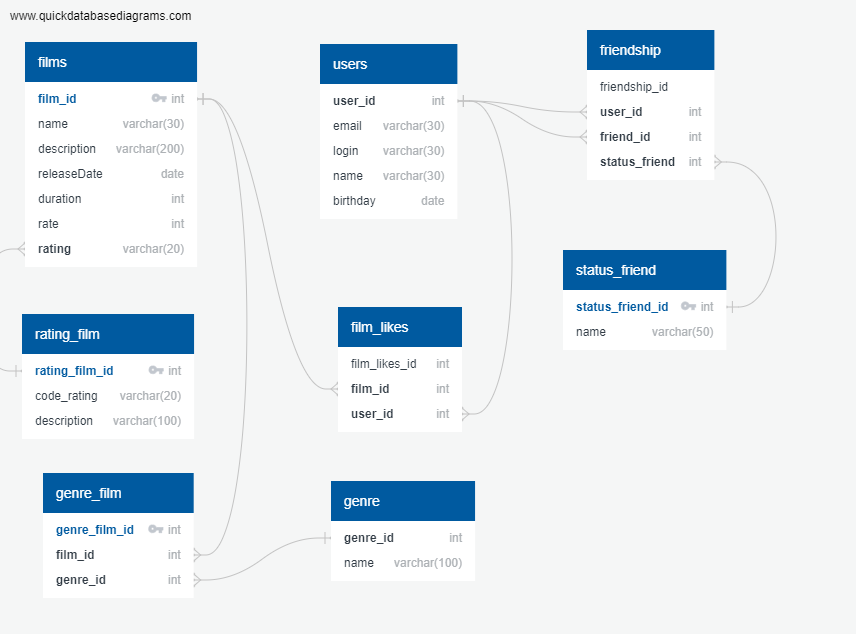 www.quickdatabasediagrams.com
films
film_id int
name varchar(30)
description varchar(200)
releaseDate date
duration int
rate int
rating varchar(20)
users
user_id int
email varchar(30)
login varchar(30)
name varchar(30)
birthday date
friendship
friendship_id
user_id int
friend_id int
status_friend int
status_friend
status_friend_id int
name varchar(50)
rating_film
rating_film_id int
code_rating varchar(20)
description varchar(100)
film_likes
film_likes_id int
film_id int
user_id int
genre_film
genre_film_id int
film_id int
genre_id int
genre
genre_id int
name varchar(100)